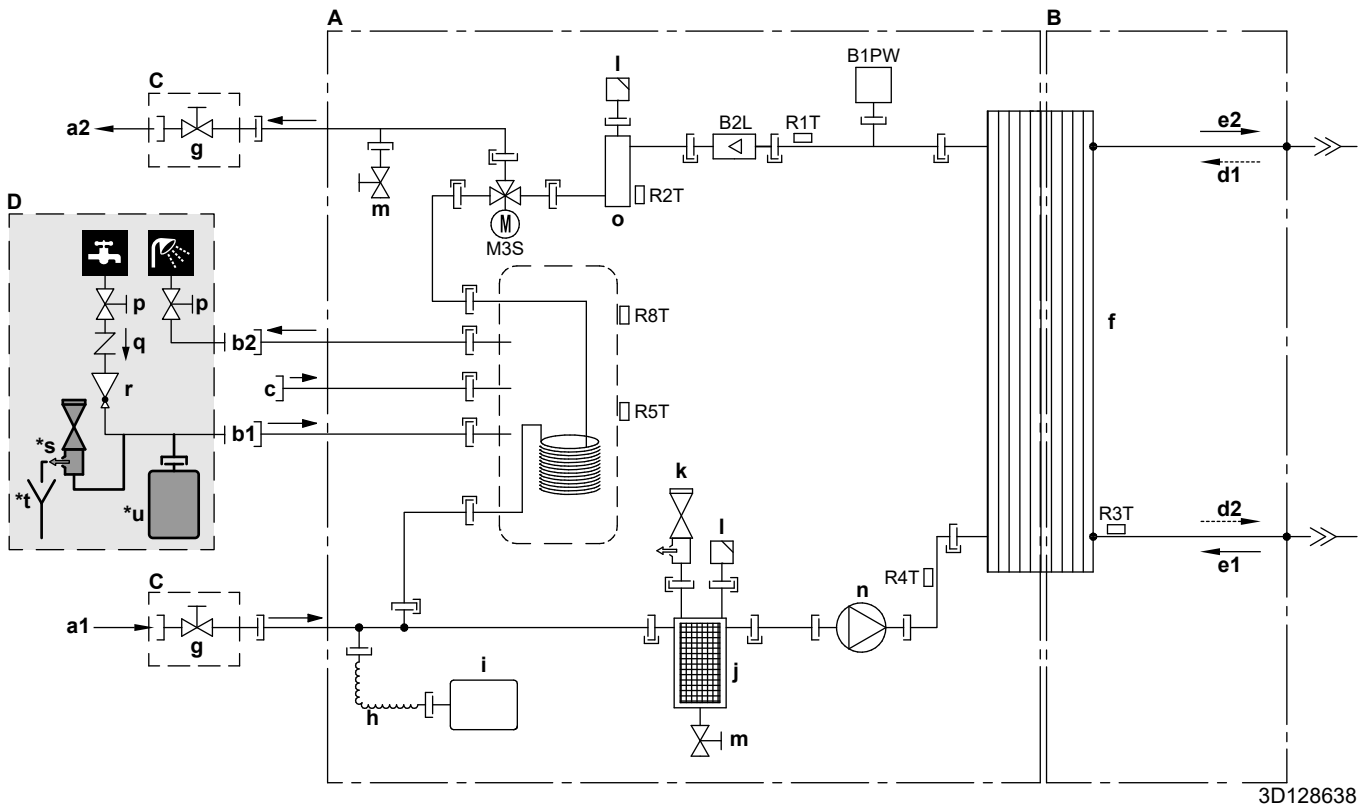 A
B
B1PW
C
l
a2
g
B2L
R1T
e2
d1
m
R2T
o
M
M3S
D
p
p
R8T
f
q
b2
r
c
R5T
b1
*s
*t
*u
k
l
R3T
d2
e1
C
R4T
n
a1
g
i
j
h
m
3D128638